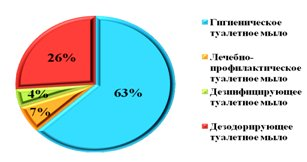 26%
4%
7%
63%
Гигиеническое
туалетное мыло
Лечебно-
профилактическое
туалетное мыло
Дезинфицирующее
туалетное мыло
Дезодорирующее
туалетное мыло